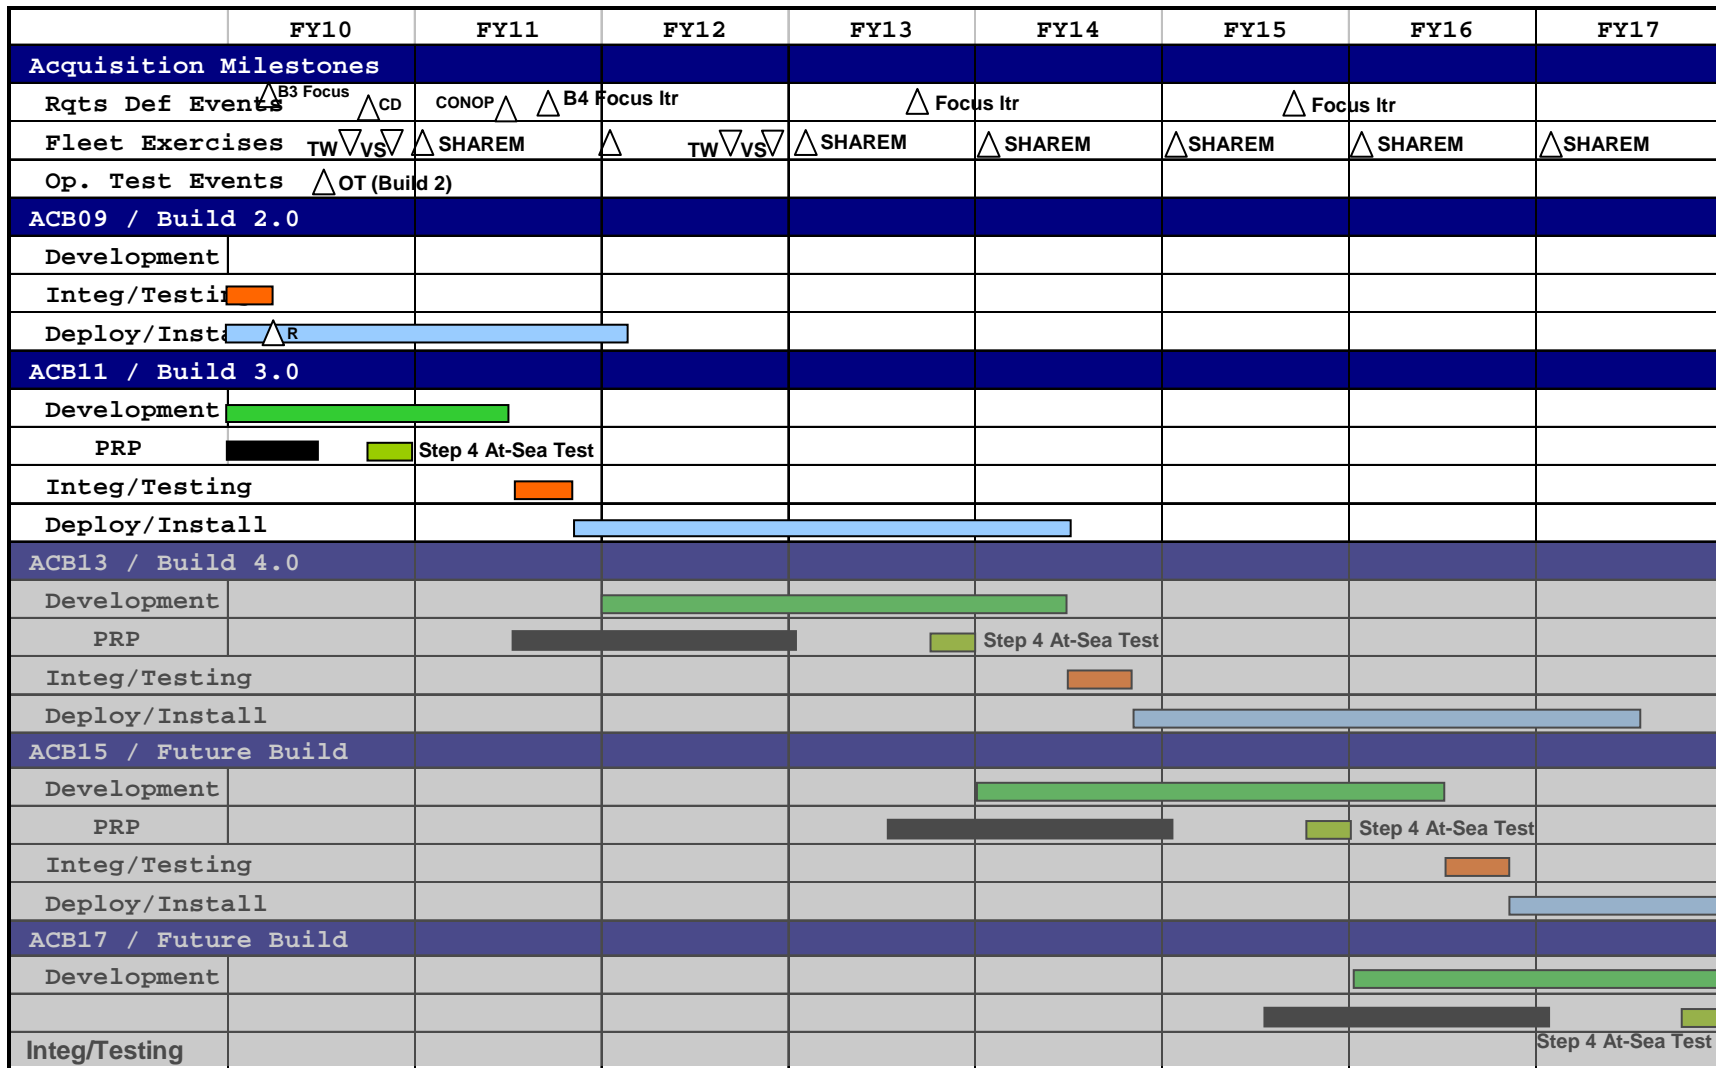 FY10 FY11 FY12 FY13 FY14 FY15 FY16 FY17
Acquisition Milestones
Rqts Def Events B3 Focus CD CONOP B4 Focus Itr Focus Itr Focus Itr
Fleet Exercises TW VS SHAREM TW VS SHAREM SHAREM SHAREM SHAREM SHAREM
Op. Test Events OT (Build 2)
ACB09 / Build 2.0
Development
Integ/Testing
Deploy/Insta R
ACB11 / Build 3.0
Development
PRP Step 4 At-Sea Test
Integ/Testing
Deploy/Install
ACB13 / Build 4.0
Development
PRP Step 4 At-Sea Test
Integ/Testing
Deploy/Install
ACB15 / Future Build
Development
PRP Step 4 At-Sea Test
Integ/Testing
Deploy/Install
ACB17 / Future Build
Development
Step 4 At-Sea Test
Integ/Testing